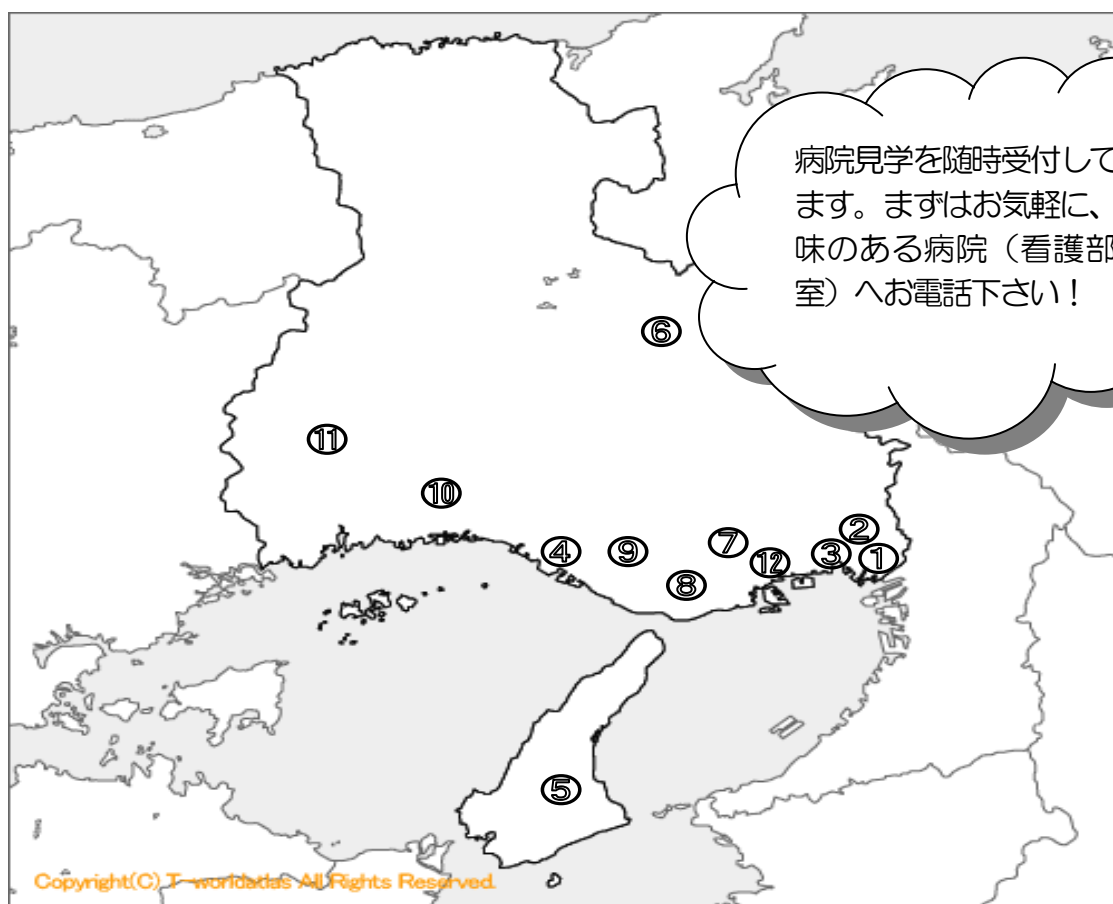 病院見学を随時受付して
ます。まずはお気軽に、
味のある病院（看護部
室）へお電話下さい！
⑥
⑪
⑩
②
⑦
④
⑨
③
①
⑫
⑧
⑤
Copyright(C) T-worldatlas All Rights Reserved.